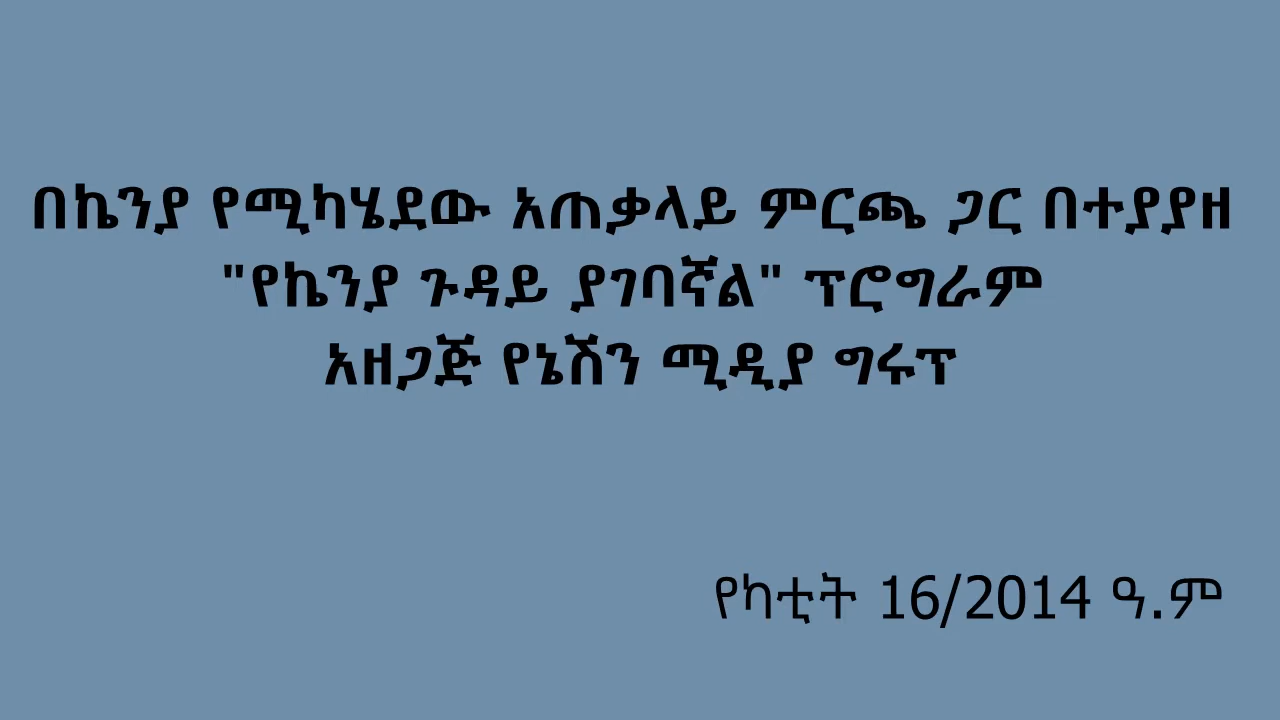 በኬንያ የሚካሄደው አጠቃላይ ምርጫ ጋር በተያያዘ
"የኬንያ ጉዳይ ያገባኛል" ፕሮግራም
አዘጋጅ የኔሽን ሚዲያ ግሩፕ
የካቲት 16/2014 ዓ.ም